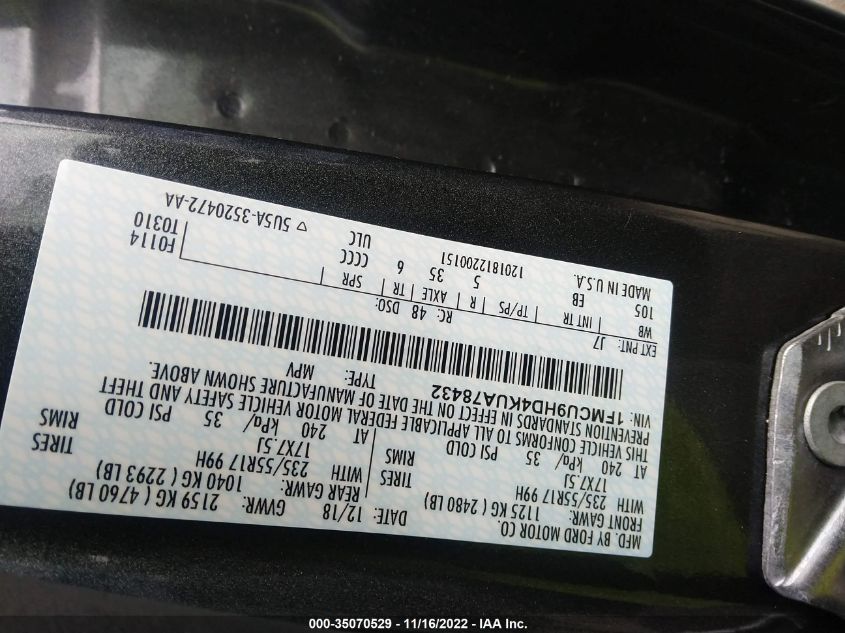 MFD. BY FORD MOTOR CO.
DATE: 12/18 GVWR: 2159 KG ( 4760 LB)
FRONT GAWR: 1125 KG ( 2480 LB) REAR GAWR: 1040 KG ( 2293 LB)
WITH 235/55R17 99H TIRES WITH 235/55R17 99H TIRES
17X7.5J RIMS 17X7.5J RIMS
AT 240 kPa/ 35 PSI COLD AT 240 kPa/ 35 PSI COLD
THIS VEHICLE CONFORMS TO ALL APPLICABLE FEDERAL MOTOR VEHICLE SAFETY AND THEFT
PREVENTION STANDARDS IN EFFECT ON THE DATE OF MANUFACTURE SHOWN ABOVE.
VIN: 1FMCU9HD4KUA78432 TYPE: MPV
EXT PNT: J7 RC: 48 DSO: F0114
WB INT TR TP/PS R AXLE TR SPR T0310
105 EB 5 35 6 CCCC ULC
MADE IN U.S.A. 120181220015​1 ▽ 5U5A-3520472-AA
000-35070529 - 11/16/2022 - IAA Inc.